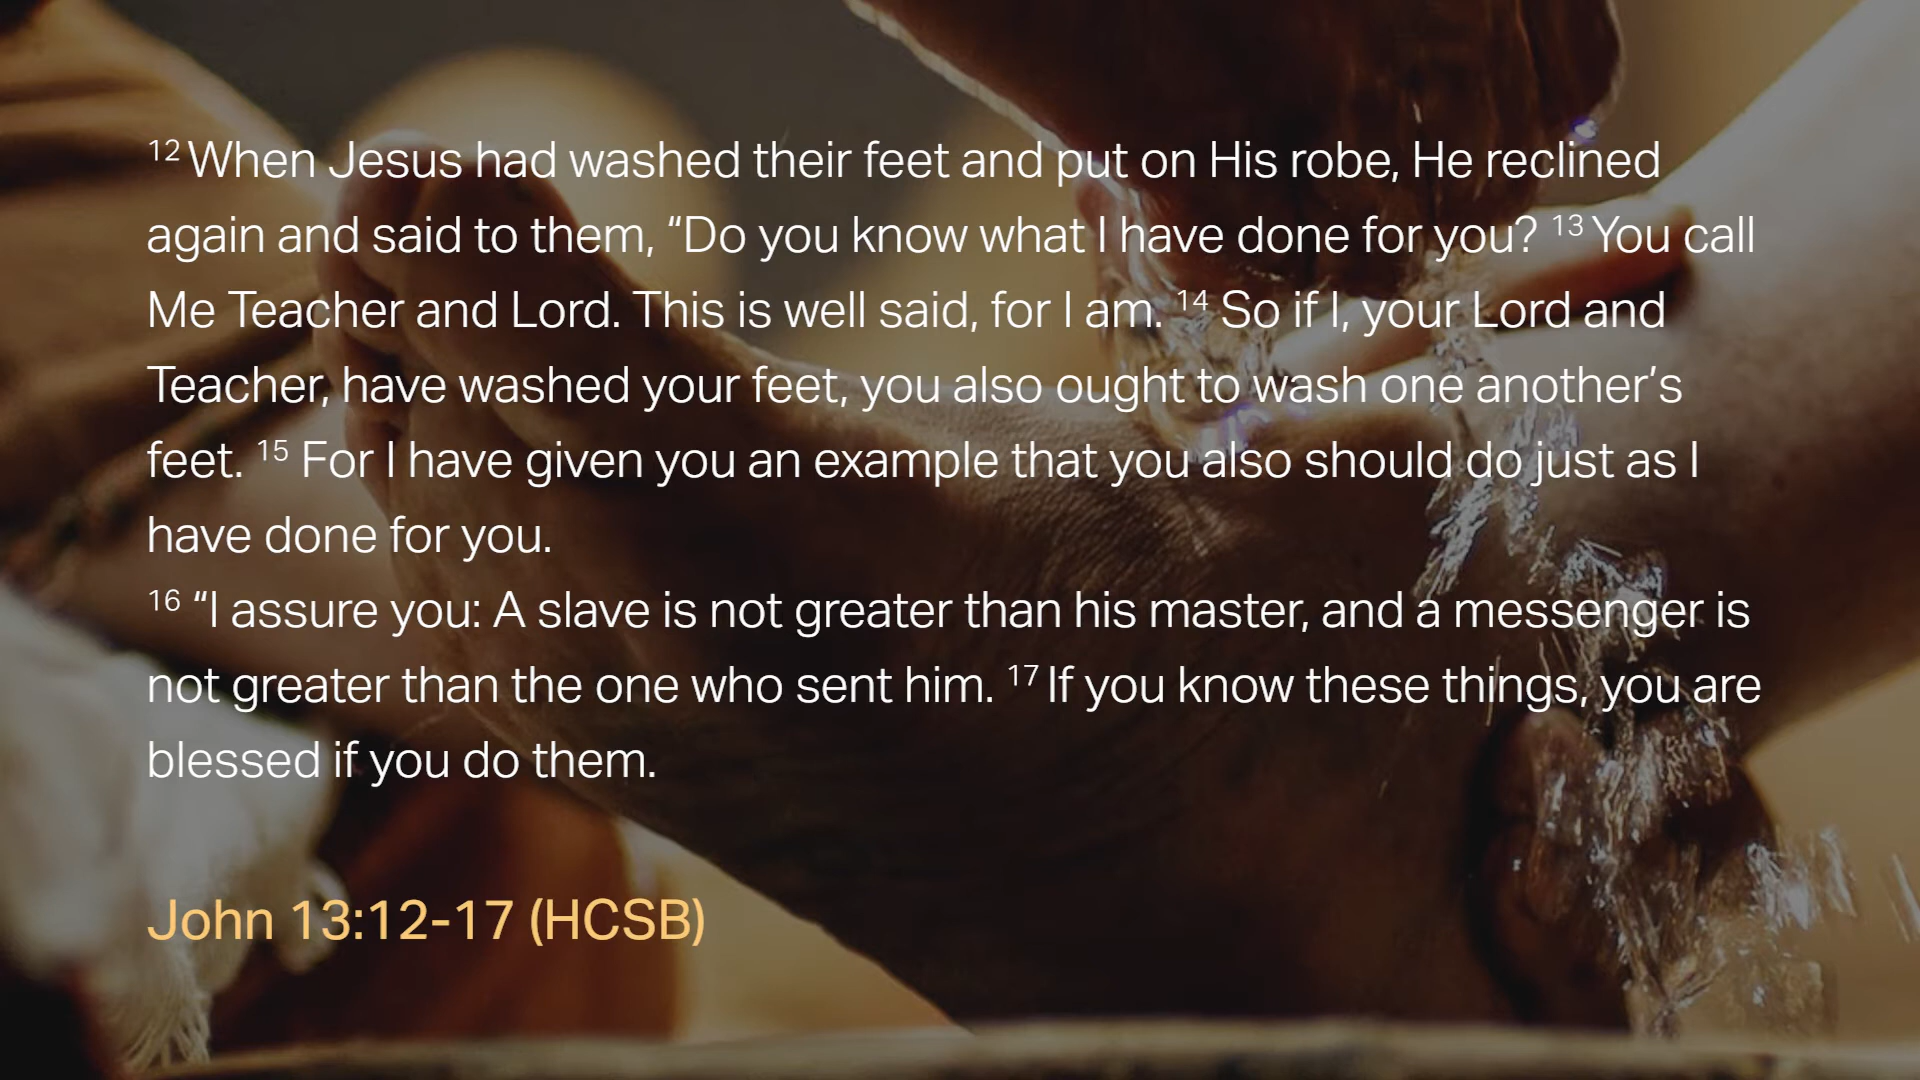 12 When Jesus had washed their feet and put on His robe, He reclined
again and said to them, “Do you know what I have done for you? 13 You call
Me Teacher and Lord. This is well said, for I am. 14 So if I, your Lord and
Teacher, have washed your feet, you also ought to wash one another’s
feet. 15 For I have given you an example that you also should do just as I
have done for you.
16 “I assure you: A slave is not greater than his master, and a messenger is
not greater than the one who sent him. 17 If you know these things, you are
blessed if you do them.
John 13:12-17 (HCSB)